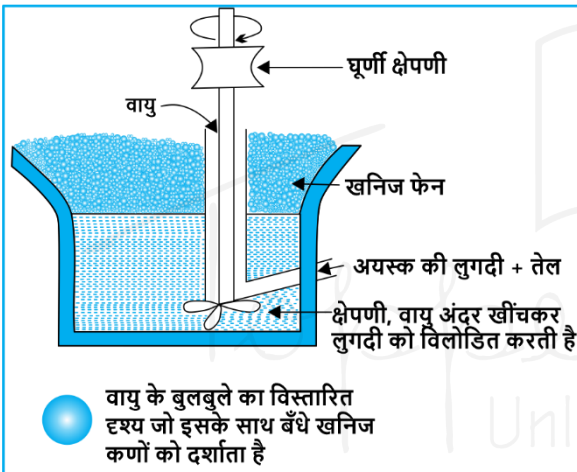 घूर्णी क्षेपणी
वायु
खनिज फेन
अयस्क की लुगदी + तेल
क्षेपणी, वायु अंदर खींचकर
लुगदी को विलोडित करती है
वायु के बुलबुले का विस्तारित
दृश्य जो इसके साथ बँधे खनिज
कणों को दर्शाता है